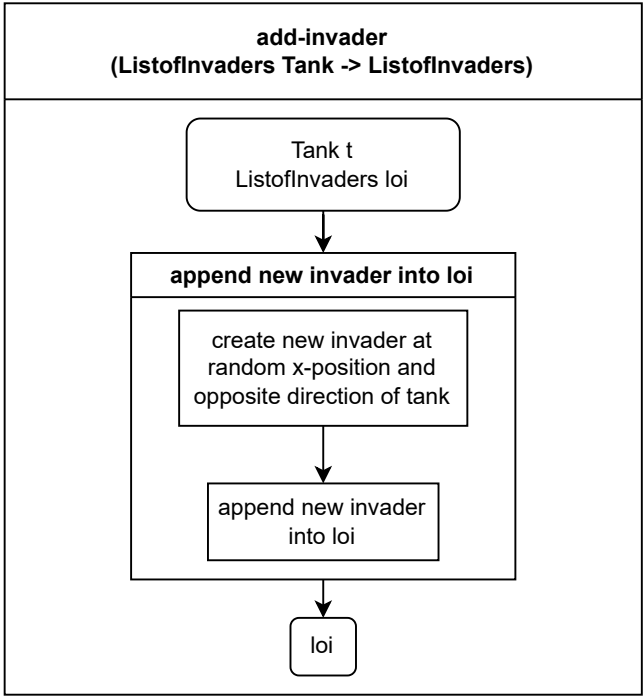 add-invader
(ListofInvaders Tank -> ListofInvaders)
Tank t
ListofInvaders loi
append new invader into loi
create new invader at
random x-position and
opposite direction of tank
append new invader
into loi
loi